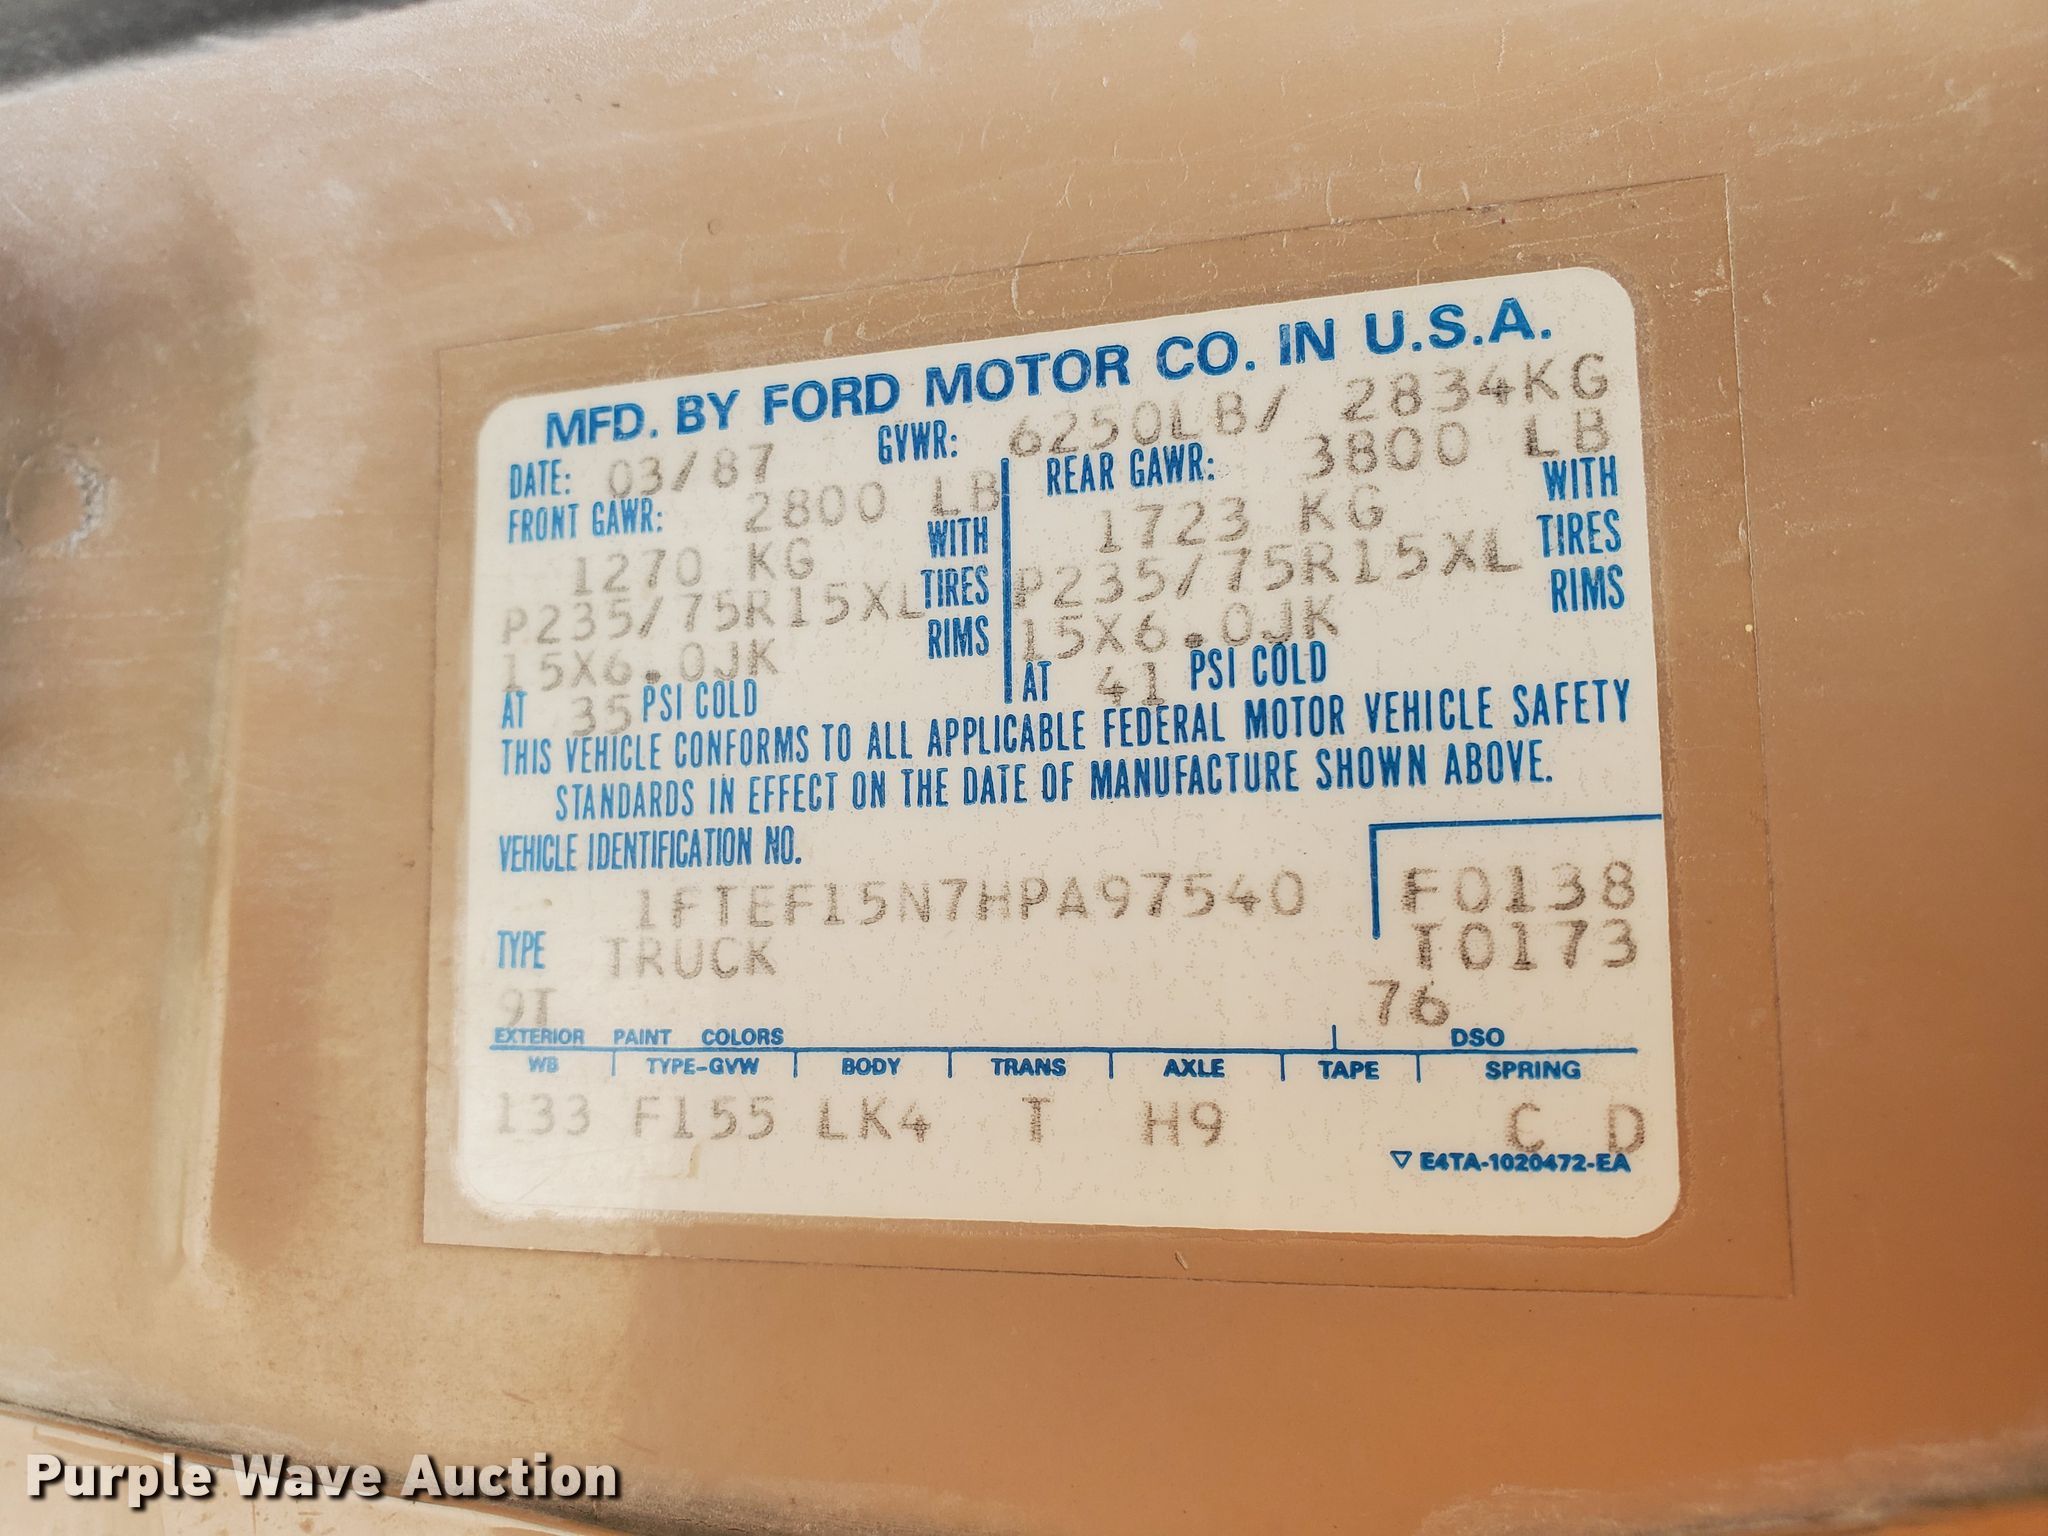 MFD. BY FORD MOTOR CO. IN U.S.A.
DATE: 03/87 GVWR: 6250LB/ 2834KG
FRONT GAWR: 2800 LB REAR GAWR: 3800 LB
1270 KG WITH 1723 KG WITH
P235/75R15XL TIRES P235/75R15XL TIRES
15X6.0JK RIMS 15X6.0JK RIMS
AT 35 PSI COLD AT 41 PSI COLD
THIS VEHICLE CONFORMS TO ALL APPLICABLE FEDERAL MOTOR VEHICLE SAFETY
STANDARDS IN EFFECT ON THE DATE OF MANUFACTURE SHOWN ABOVE.
VEHICLE IDENTIFICATION NO.
1FTEF15N7HPA97540 F0138
TYPE TRUCK T0173
9T 76
EXTERIOR PAINT COLORS DSO
WB TYPE-GVW BODY TRANS AXLE TAPE SPRING
133 F155 LK4 T H9 C D
▽ E4TA-1020472-EA
Purple Wave Auction